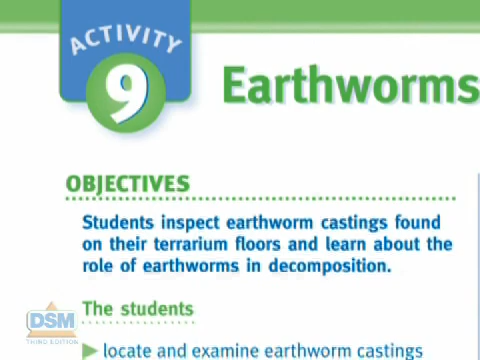 ACTIVITY
9
Earthworms
OBJECTIVES
Students inspect earthworm castings found
on their terrarium floors and learn about the
role of earthworms in decomposition.
The students
DSM
THIRD EDITION
locate and examine earthworm castings